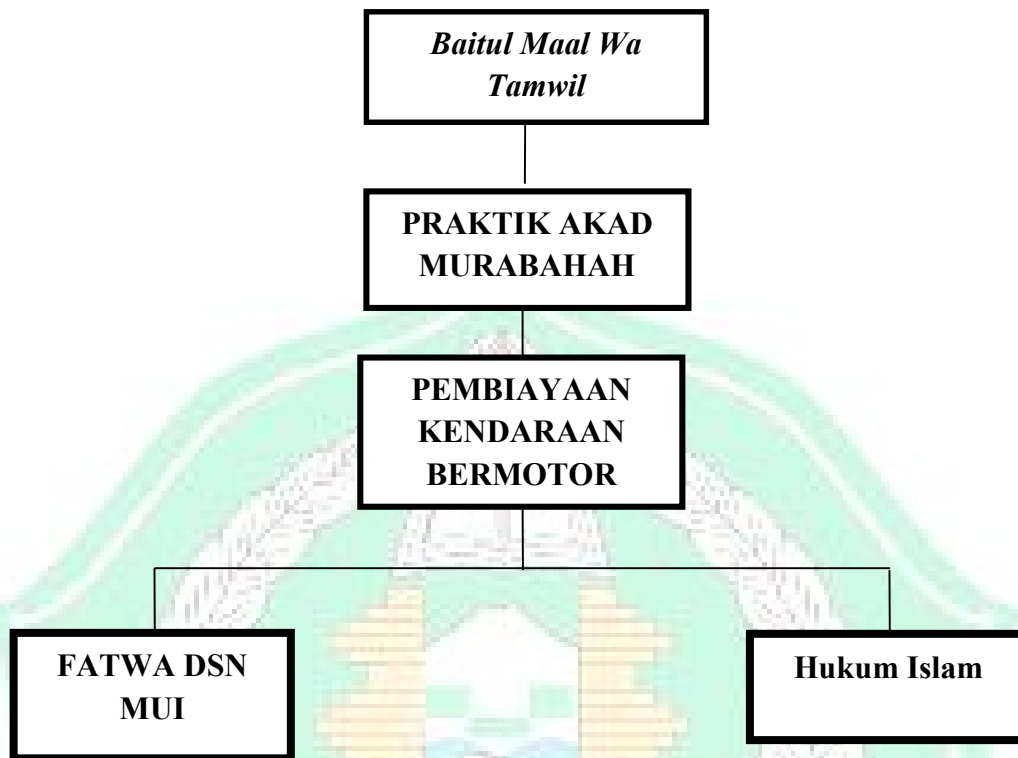 Baitul Maal Wa
Tamwil
PRAKTIK AKAD
MURABAHAH
PEMBIAYAAN
KENDARAAN
BERMOTOR
FATWA DSN
MUI
Hukum Islam